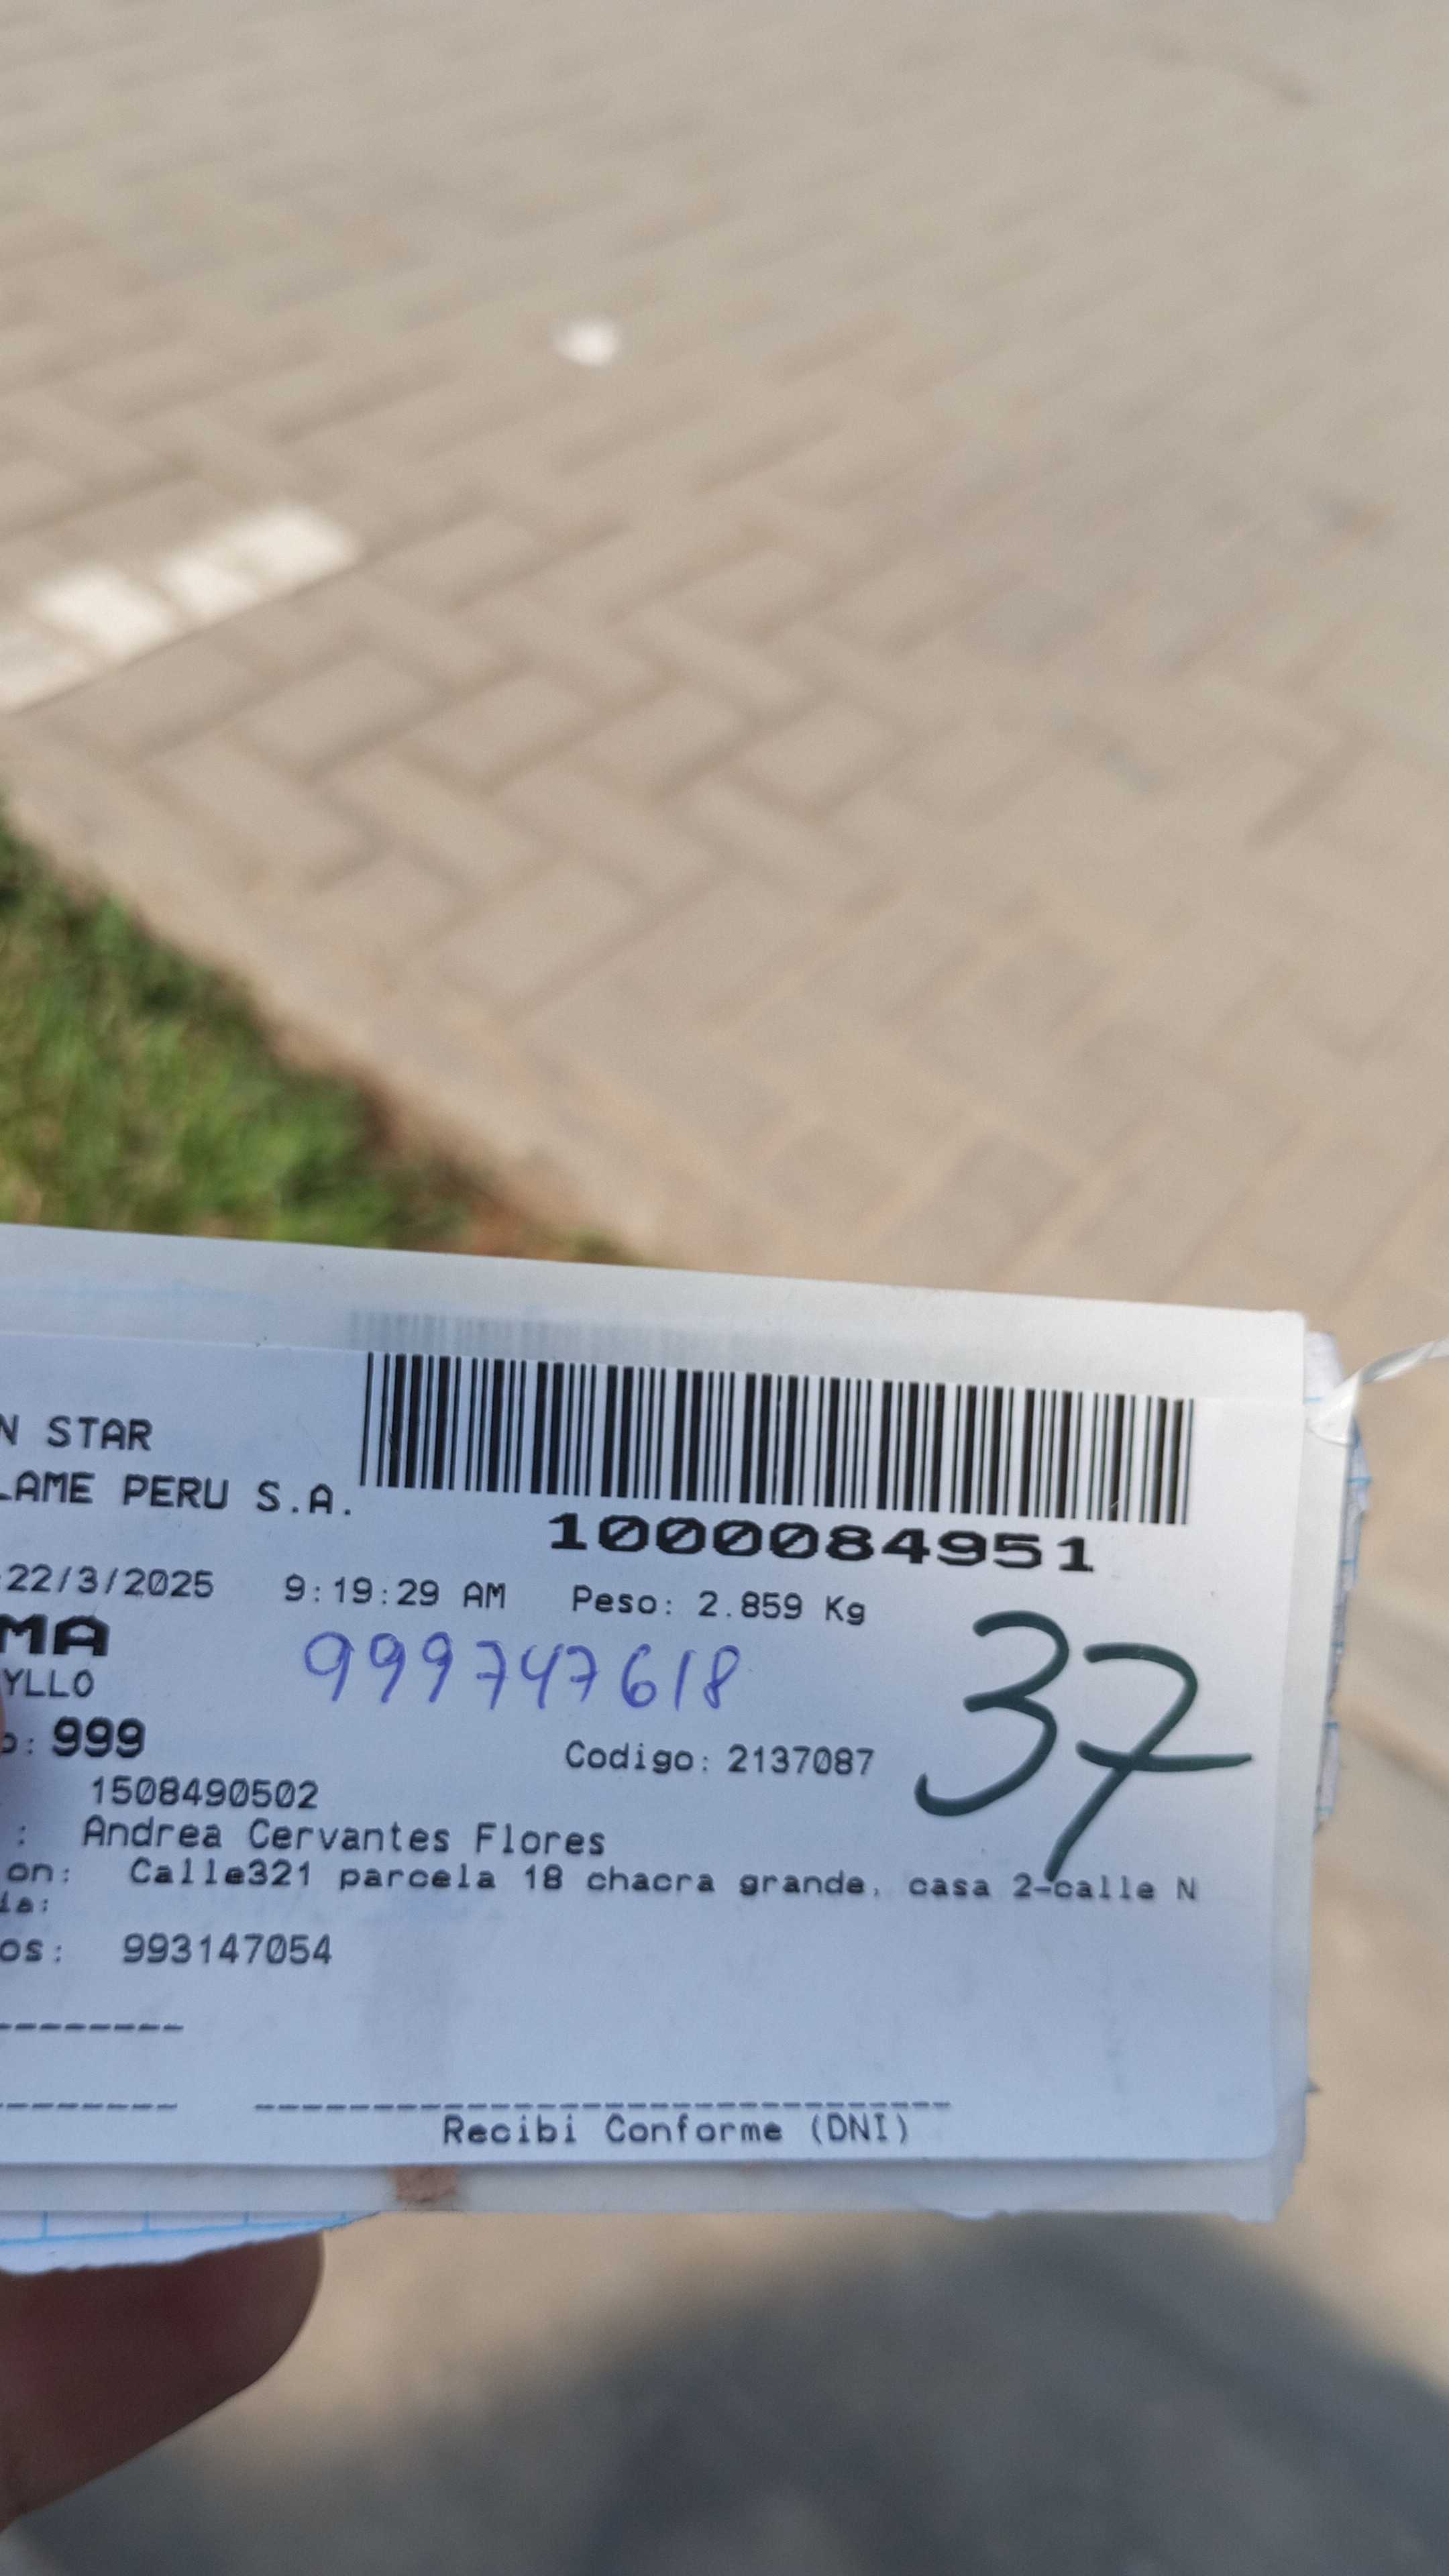 N STAR
LAME PERU S.A.
1000084951
22/3/2025 9:19:29 AM Peso: 2.859 Kg
MA
999747618
37
YLLO
o: 999
Codigo: 2137087
1508490502
: Andrea Cervantes Flores
on: Calle321 parcela 18 chacra grande, casa 2-calle N
ia:
os: 993147054
Recibi Conforme (DNI)